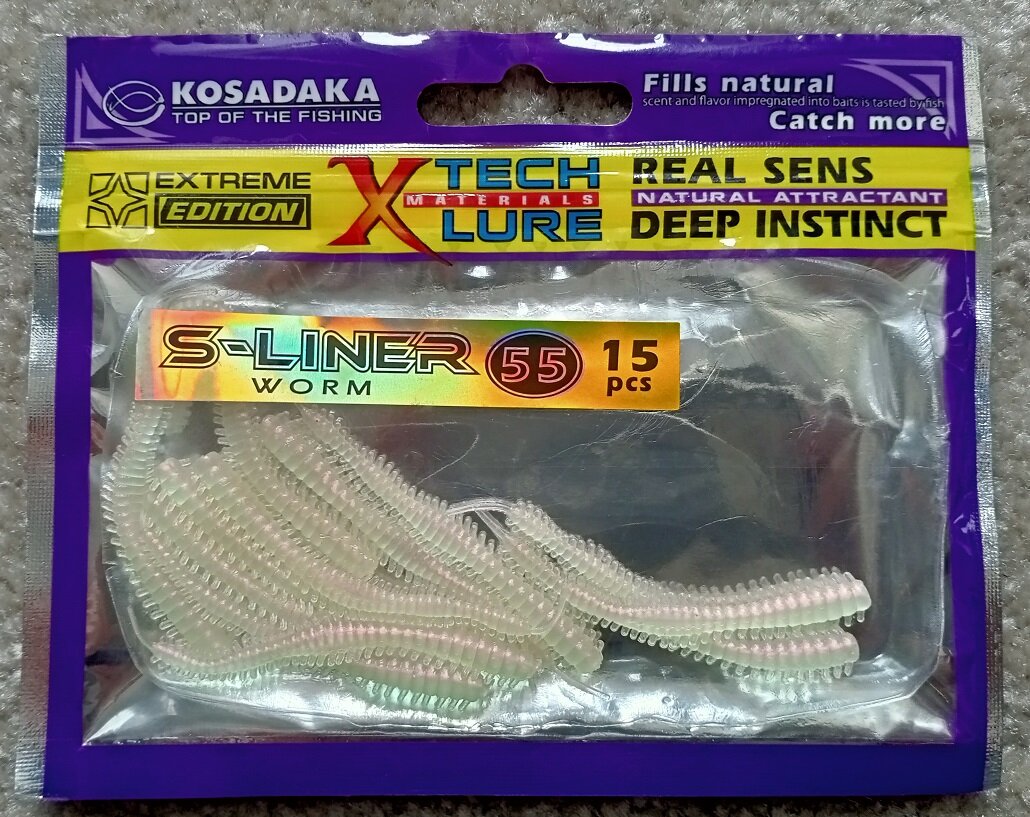 KOSADAKA
TOP OF THE FISHING
Fills natural
scent and flavor impregnated into baits is tasted by fish
Catch more
EXTREME
EDITION
X TECH
MATERIALS
LURE
REAL SENS
NATURAL ATTRACTANT
DEEP INSTINCT
S-LINER
WORM
55
15
pcs